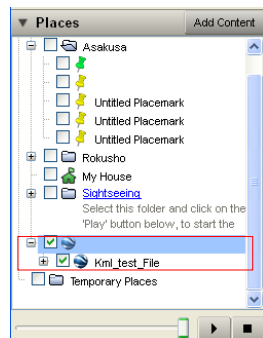 Places
Add Content
Asakusa
Untitled Placemark
Untitled Placemark
Untitled Placemark
Rokusho
My House
Sightseeing
Select this folder and click on the
'Play' button below, to start the
Kml_test_File
Temporary Places